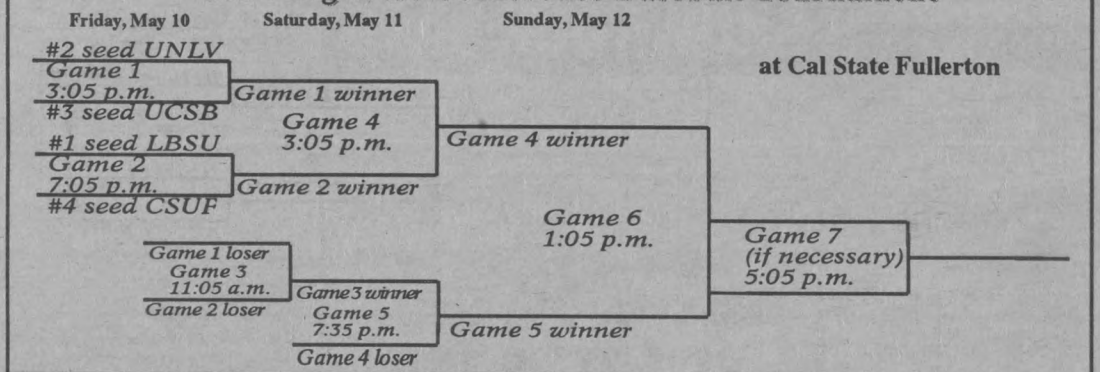 Friday, May 10 Saturday, May 11 Sunday, May 12
at Cal State Fullerton
#2 seed UNLV
Game 1
3:05 p.m.
#3 seed UCSB
#1 seed LBSU
Game 2
7:05 p.m.
#4 seed CSUF
Game 1 winner
Game 4
3:05 p.m.
Game 2 winner
Game 4 winner
Game 6
1:05 p.m.
Game 7
(if necessary)
5:05 p.m.
Game 1 loser
Game 3
11:05 a.m.
Game 2 loser
Game 3 winner
Game 5
7:35 p.m.
Game 4 loser
Game 5 winner